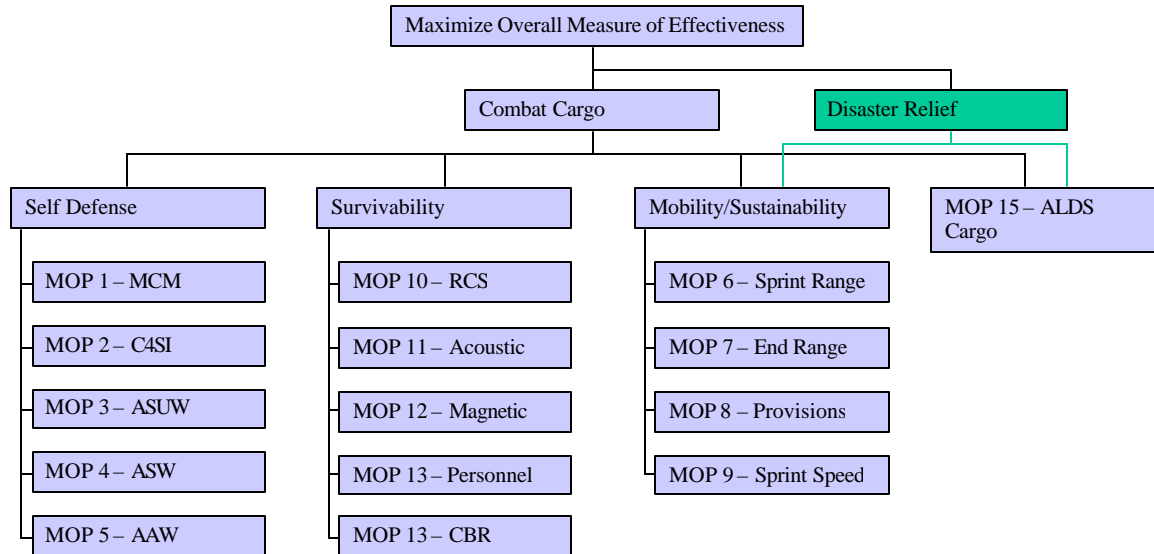 Maximize Overall Measure of Effectiveness
Combat Cargo
Disaster Relief
Self Defense
Survivability
Mobility/Sustainability
MOP 15 – ALDS
Cargo
MOP 1 – MCM
MOP 2 – C4SI
MOP 3 – ASUW
MOP 4 – ASW
MOP 5 – AAW
MOP 10 – RCS
MOP 11 – Acoustic
MOP 12 – Magnetic
MOP 13 – Personnel
MOP 13 – CBR
MOP 6 – Sprint Range
MOP 7 – End Range
MOP 8 – Provisions
MOP 9 – Sprint Speed